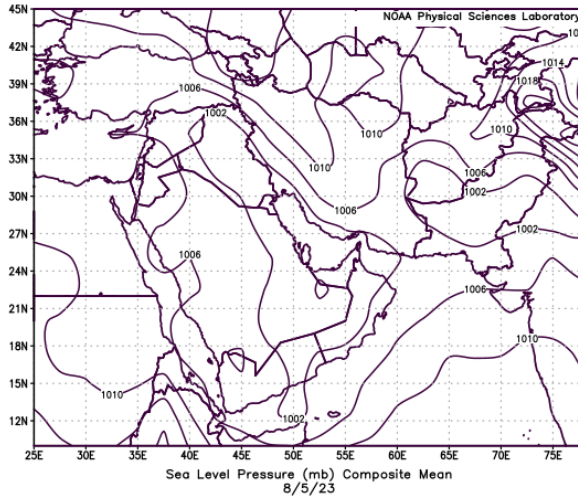 NOAA Physical Sciences Laboratory
45N
42N
39N
36N
33N
30N
27N
24N
21N
18N
15N
12N
10
1014
1018
1006
1002
1010
1010
1010
1006
1002
1006
1002
1006
1006
1010
1010
1002
25E 30E 35E 40E 45E 50E 55E 60E 65E 70E 75E
Sea Level Pressure (mb) Composite Mean
8/5/23